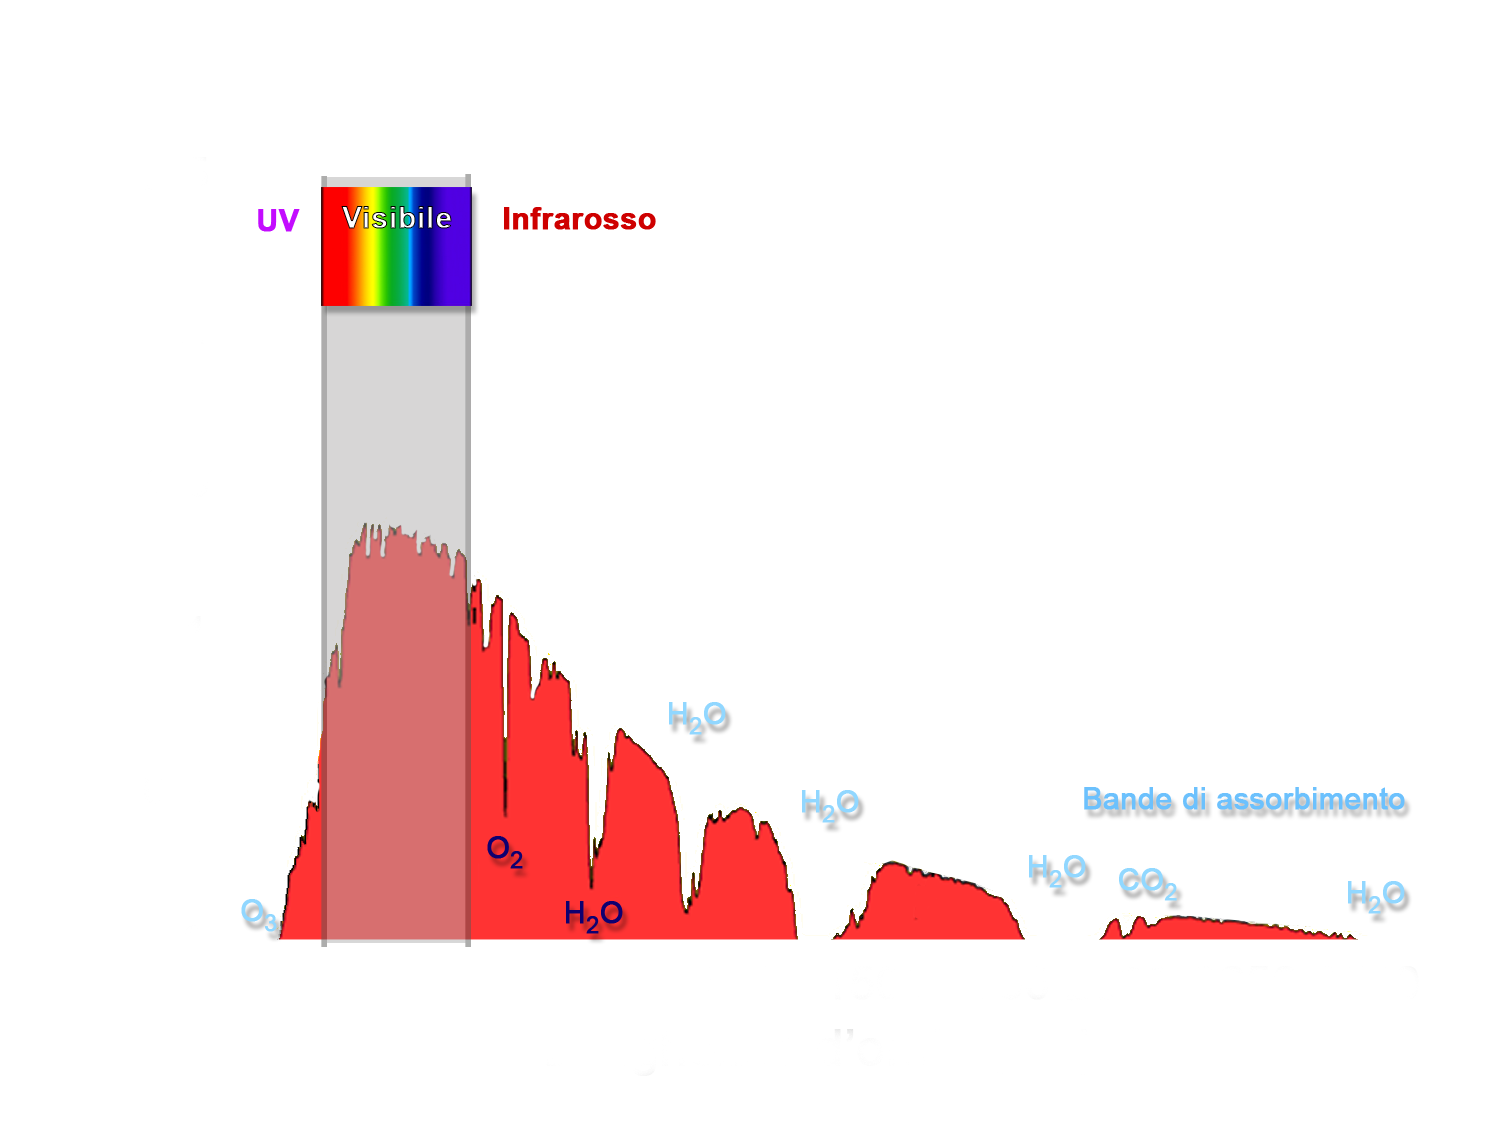 UV
Visibile
Infrarosso
H₂O
H₂O
Bande di assorbimento
O₂
H₂O
CO₂
H₂O
O₃
H₂O